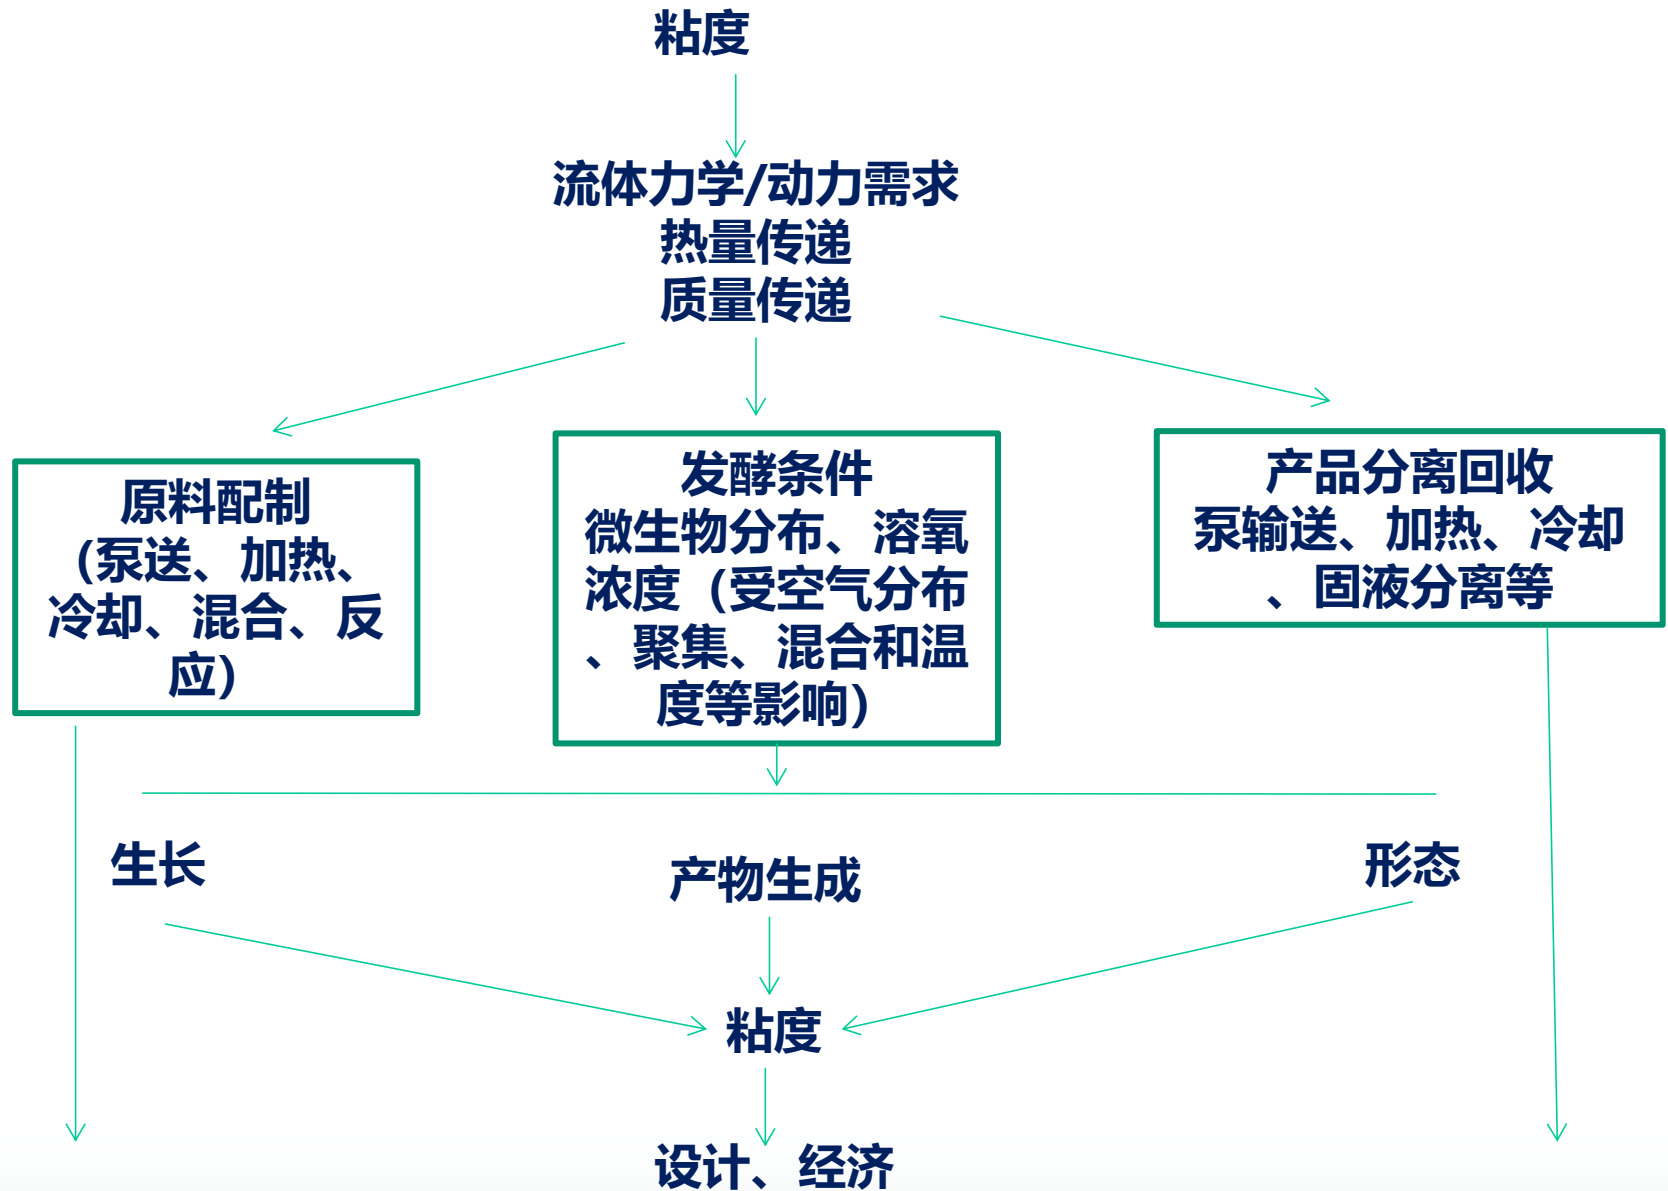 粘度
流体力学/动力需求
热量传递
质量传递
原料配制
（泵送、加热、
冷却、混合、反
应）
发酵条件
微生物分布、溶氧
浓度（受空气分布
、聚集、混合和温
度等影响）
产品分离回收
泵输送、加热、冷却
、固液分离等
生长
产物生成
形态
粘度
设计、经济